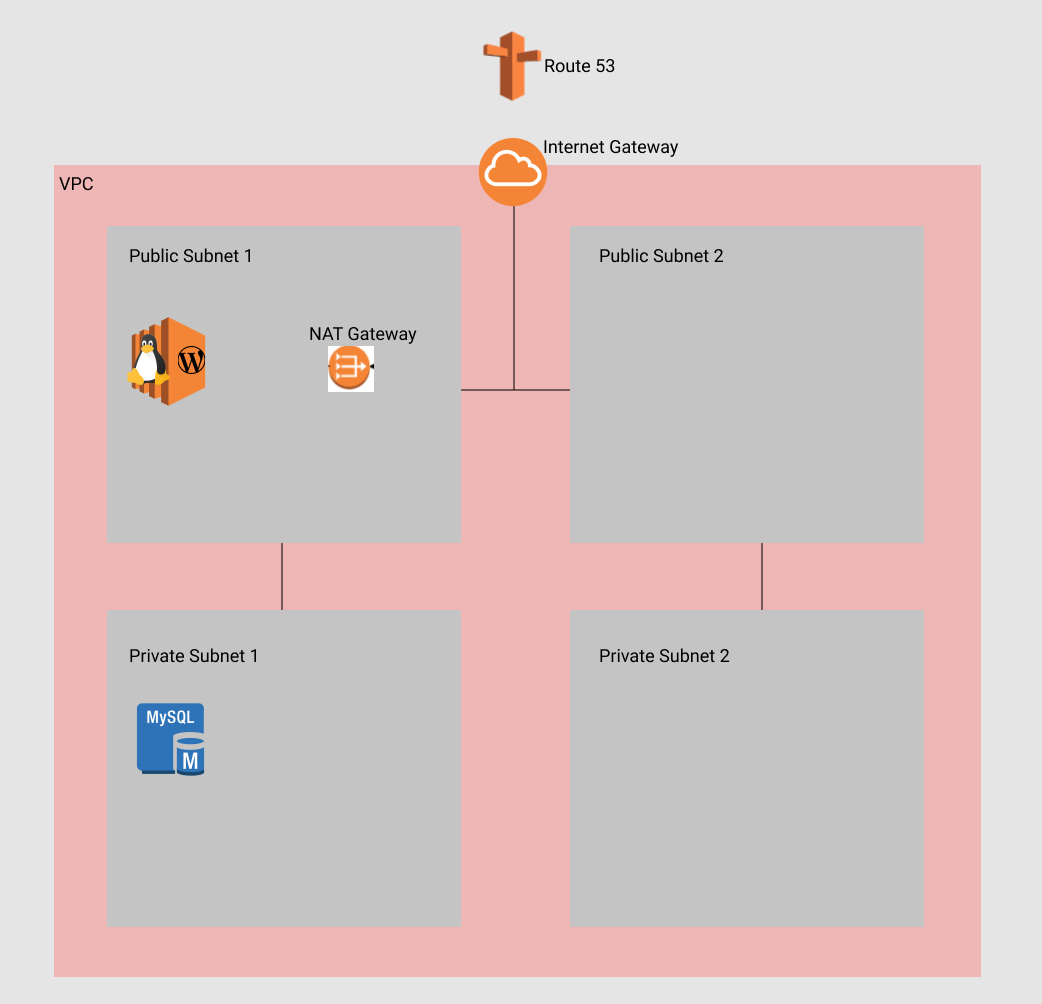 Route 53
Internet Gateway
VPC
Public Subnet 1
Public Subnet 2
NAT Gateway
W
Private Subnet 1
Private Subnet 2
MySQL
M